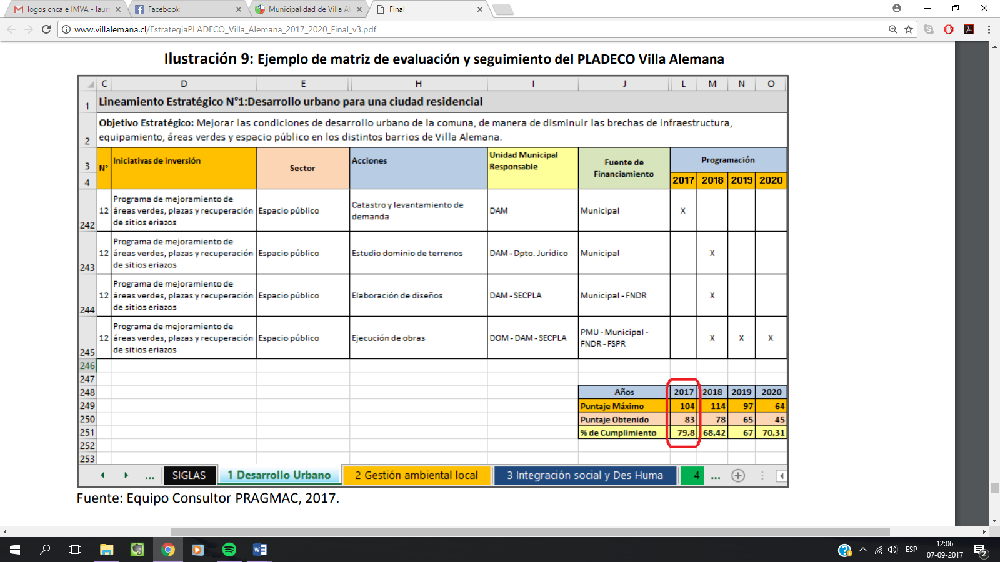 logos cnca e IMVA - laur
Facebook
Municipalidad de Villa Al
Final
www.villalemana.cl/EstrategiaPLADECO_Villa_Alemana_2017_2020_Final_v3.pdf
Ilustración 9: Ejemplo de matriz de evaluación y seguimiento del PLADECO Villa Alemana
C D E H I J L M N O
1 Lineamiento Estratégico N°1:Desarrollo urbano para una ciudad residencial
Objetivo Estratégico: Mejorar las condiciones de desarrollo urbano de la comuna, de manera de disminuir las brechas de infraestructura,
2 equipamiento, áreas verdes y espacio público en los distintos barrios de Villa Alemana.
3 N° Iniciativas de inversión Sector Acciones Unidad Municipal Responsable Fuente de Financiamiento Programación
4 2017 2018 2019 2020
Programa de mejoramiento de
12 áreas verdes, plazas y recuperación Espacio público Catastro y levantamiento de demanda DAM Municipal X
242 de sitios eriazos
Programa de mejoramiento de
12 áreas verdes, plazas y recuperación Espacio público Estudio dominio de terrenos DAM - Dpto. Jurídico Municipal X
243 de sitios eriazos
Programa de mejoramiento de
12 áreas verdes, plazas y recuperación Espacio público Elaboración de diseños DAM - SECPLA Municipal - FNDR X
244 de sitios eriazos
Programa de mejoramiento de
12 áreas verdes, plazas y recuperación Espacio público Ejecución de obras DOM - DAM - SECPLA PMU - Municipal - FNDR - FSPR X X X
245 de sitios eriazos
246
247
248 Años 2017 2018 2019 2020
249 Puntaje Máximo 104 114 97 64
250 Puntaje Obtenido 83 78 65 45
251 % de Cumplimiento 79,8 68,42 67 70,31
252
253
... SIGLAS 1 Desarrollo Urbano 2 Gestión ambiental local 3 Integración social y Des Huma 4 ...
Fuente: Equipo Consultor PRAGMAC, 2017.
ESP
12:06
07-09-2017
2